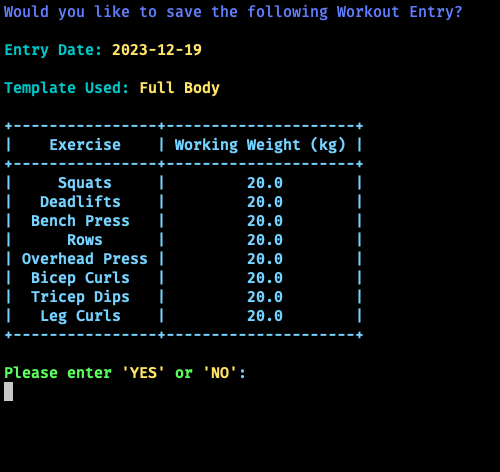 Would you like to save the following Workout Entry?
Entry Date: 2023-12-19
Template Used: Full Body
+----------------+---------------------+
|    Exercise    | Working Weight (kg) |
+----------------+---------------------+
|     Squats     |         20.0        |
|   Deadlifts    |         20.0        |
|  Bench Press   |         20.0        |
|      Rows      |         20.0        |
| Overhead Press |         20.0        |
|  Bicep Curls   |         20.0        |
|  Tricep Dips   |         20.0        |
|   Leg Curls    |         20.0        |
+----------------+---------------------+
Please enter 'YES' or 'NO':